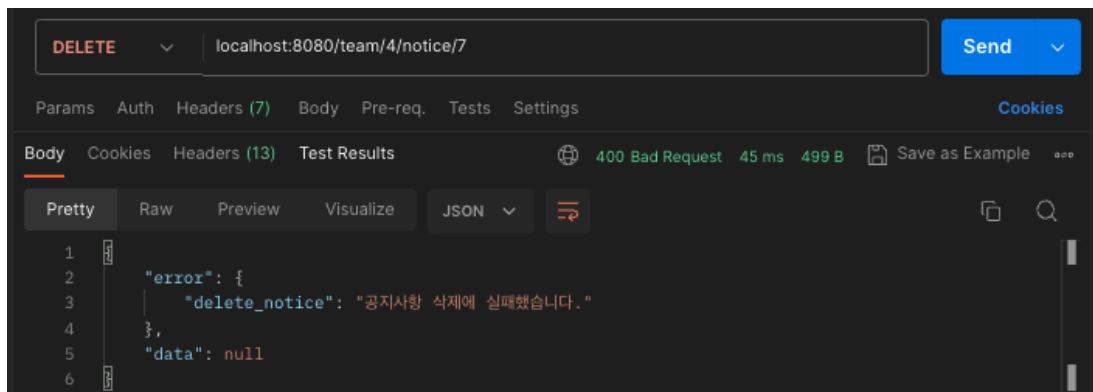 DELETE localhost:8080/team/4/notice/7 Send
Params Auth Headers (7) Body Pre-req. Tests Settings Cookies
Body Cookies Headers (13) Test Results 400 Bad Request 45 ms 499 B Save as Example
Pretty Raw Preview Visualize JSON
1 {
2 "error": {
3 "delete_notice": "공지사항 삭제에 실패했습니다."
4 },
5 "data": null
6 }